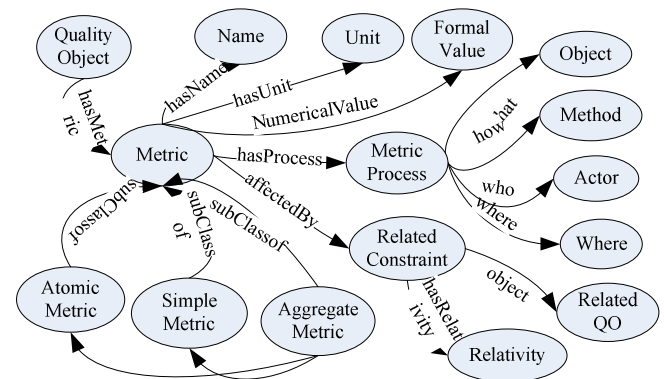 Quality
Object
Name
Unit
Formal
Value
Object
hasMet
ric
hasName
hasUnit
NumericalValue
how
hat
Method
Metric
hasProcess
Metric
Process
who
Actor
where
Where
subClassof
subClass
of
subClassof
affectedBy
Related
Constraint
object
Related
QO
hasRelat
ivity
Relativity
Atomic
Metric
Simple
Metric
Aggregate
Metric